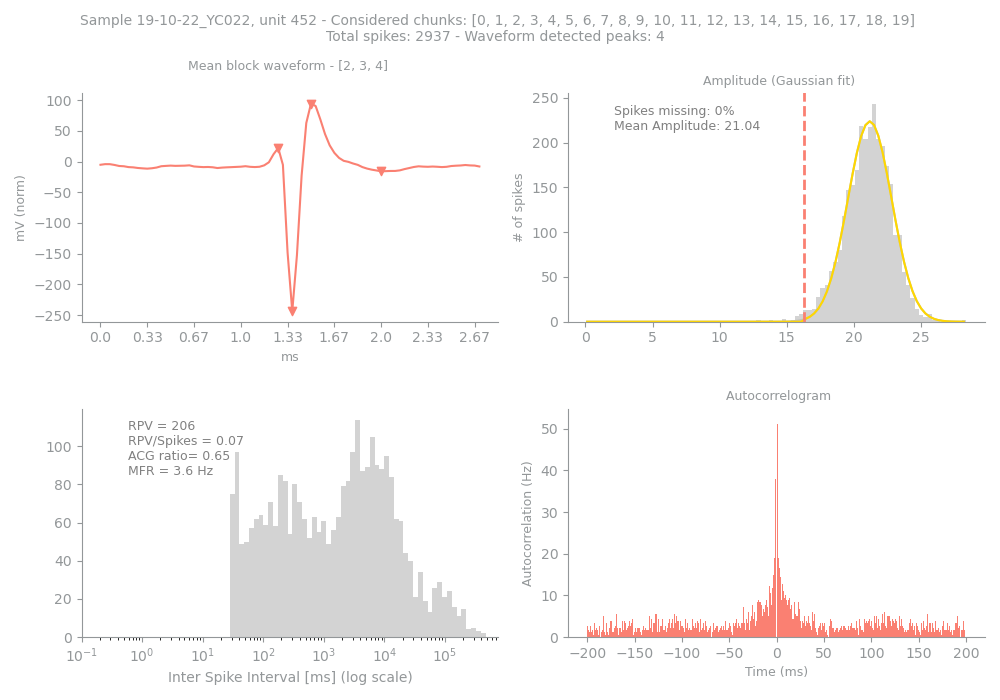 Sample 19-10-22_YC022, unit 452 - Considered chunks: [0, 1, 2, 3, 4, 5, 6, 7, 8, 9, 10, 11, 12, 13, 14, 15, 16, 17, 18, 19]
Total spikes: 2937 - Waveform detected peaks: 4
Mean block waveform - [2, 3, 4]
100
50
0
−50
−100
−150
−200
−250
mV (norm)
0.0 0.33 0.67 1.0 1.33 1.67 2.0 2.33 2.67
ms
Amplitude (Gaussian fit)
Spikes missing: 0%
Mean Amplitude: 21.04
250
200
150
100
50
0
# of spikes
0 5 10 15 20 25
RPV = 206
RPV/Spikes = 0.07
ACG ratio= 0.65
MFR = 3.6 Hz
100
80
60
40
20
0
10⁻¹ 10⁰ 10¹ 10² 10³ 10⁴ 10⁵
Inter Spike Interval [ms] (log scale)
Autocorrelogram
50
40
30
20
10
0
Autocorrelation (Hz)
−200 −150 −100 −50 0 50 100 150 200
Time (ms)